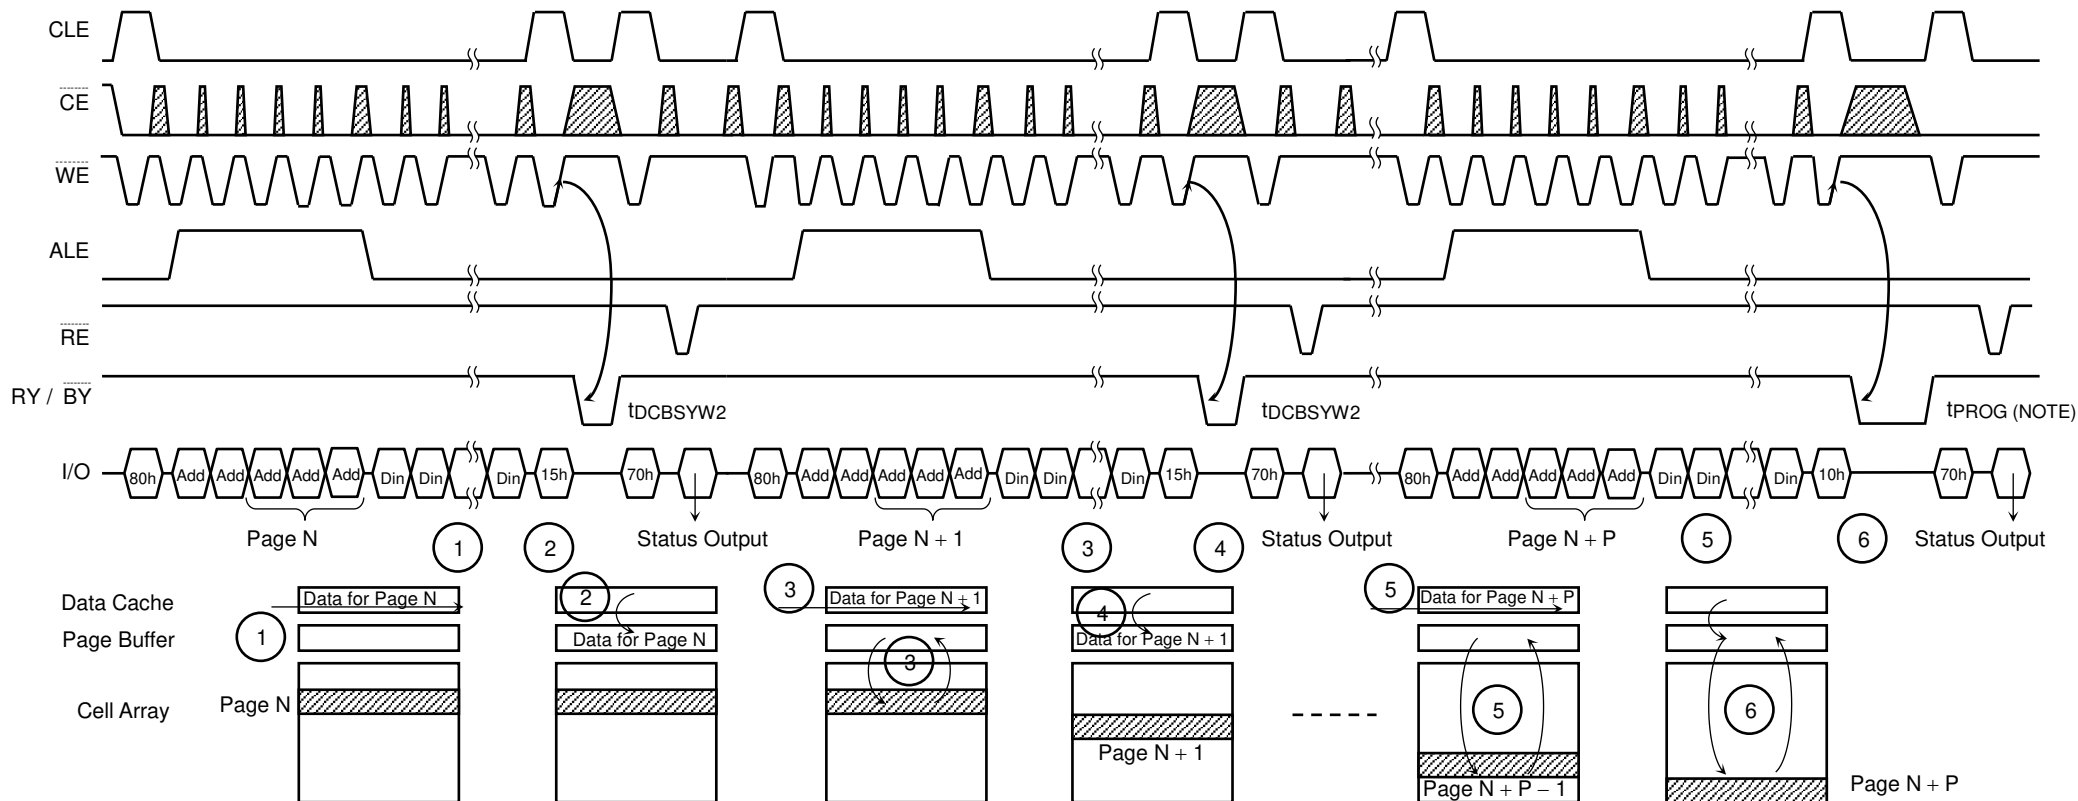 CLE
CE
WE
ALE
RE
RY / BY
tDCBSYW2 tDCBSYW2 tPROG (NOTE)
I/O 80h Add Add Add Add Add Din Din Din 15h 70h 80h Add Add Add Add Add Din Din Din 15h 70h 80h Add Add Add Add Add Din Din Din 10h 70h
Page N 1 2 Status Output Page N + 1 3 4 Status Output Page N + P 5 6 Status Output
Data Cache Data for Page N 2 3 Data for Page N + 1 4 5 Data for Page N + P
Page Buffer 1 Data for Page N 3 Data for Page N + 1
Cell Array Page N 5 6
Page N + 1
Page N + P − 1 Page N + P